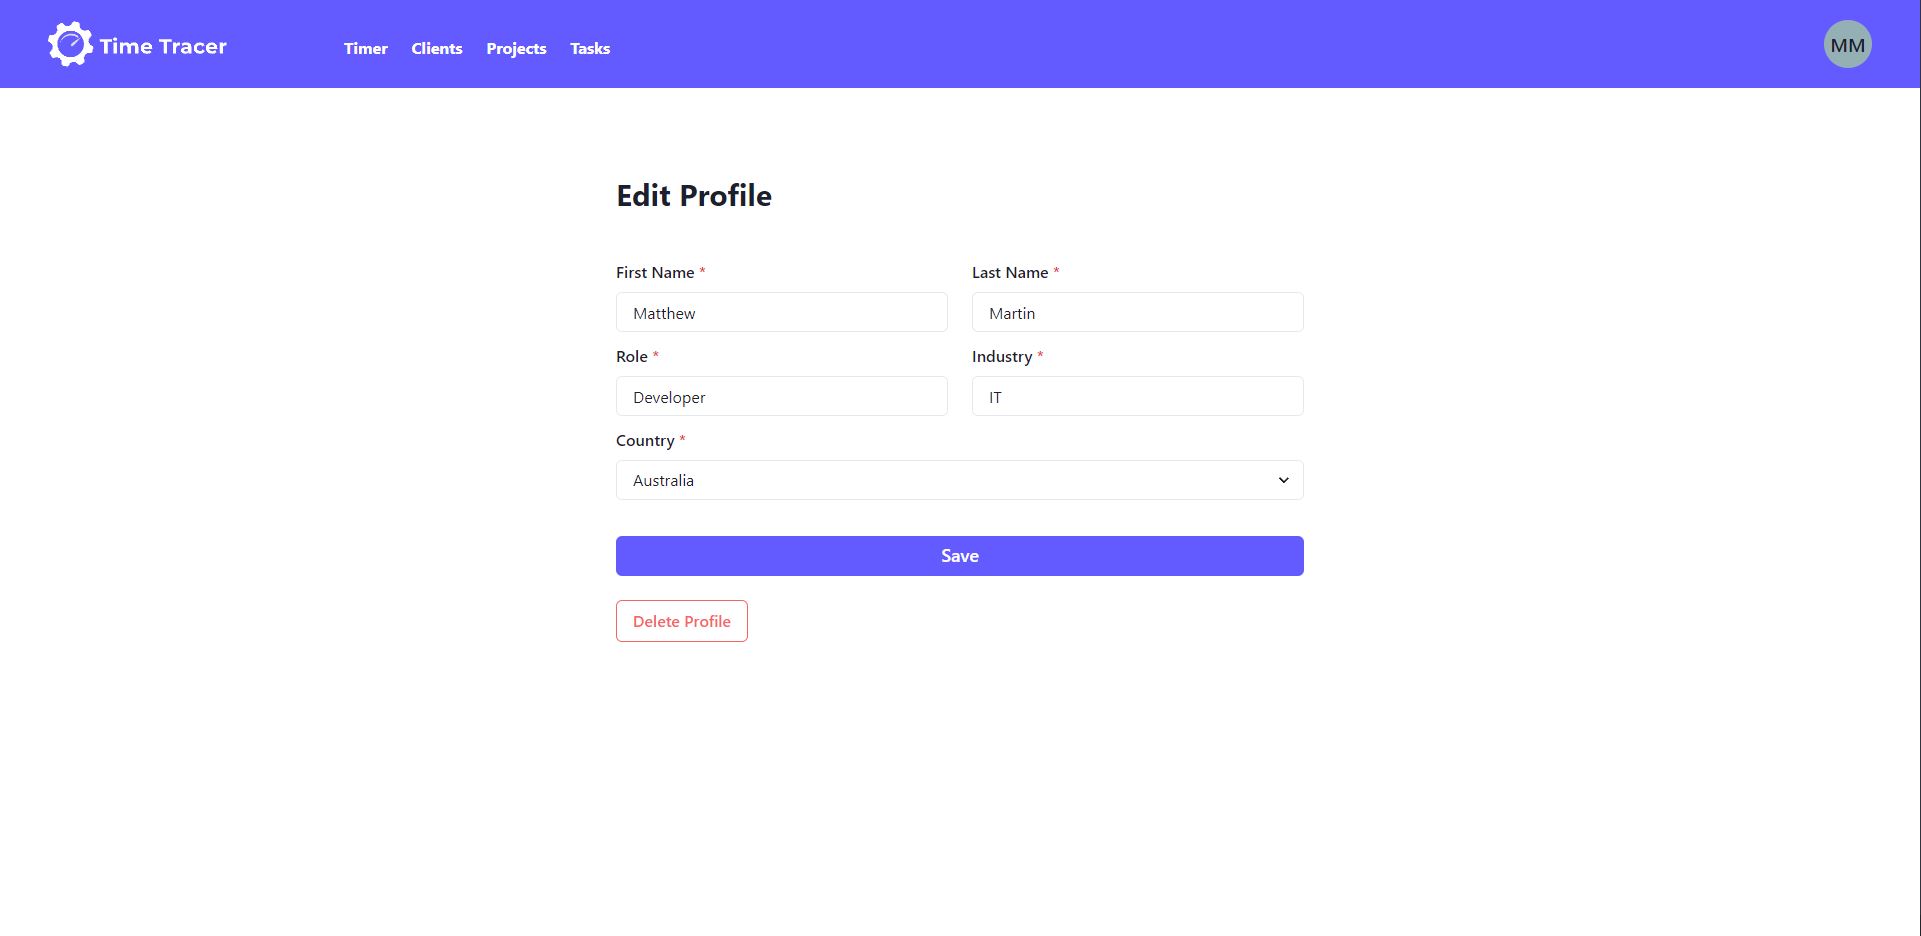 Time Tracer Timer Clients Projects Tasks MM
Edit Profile
First Name * Last Name *
Matthew Martin
Role * Industry *
Developer IT
Country *
Australia
Save
Delete Profile